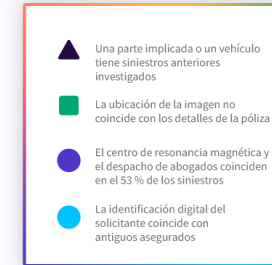 Una parte implicada o un vehículo
tiene siniestros anteriores
investigados
La ubicación de la imagen no
coincide con los detalles de la póliza
El centro de resonancia magnética y
el despacho de abogados coinciden
en el 53 % de los siniestros
La identificación digital del
solicitante coincide con
antiguos asegurados